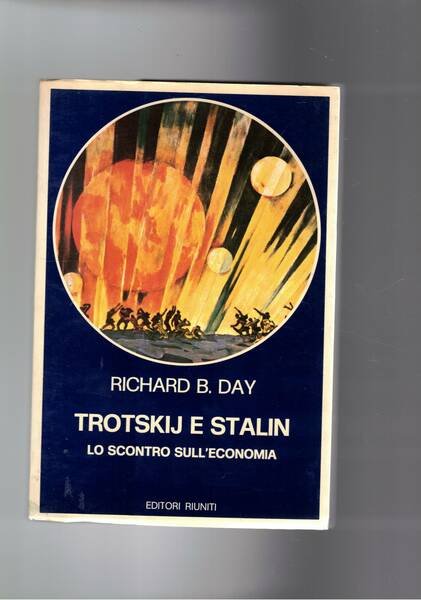 RICHARD B. DAY
TROTSKIJ E STALIN
LO SCONTRO SULL'ECONOMIA
EDITORI RIUNITI